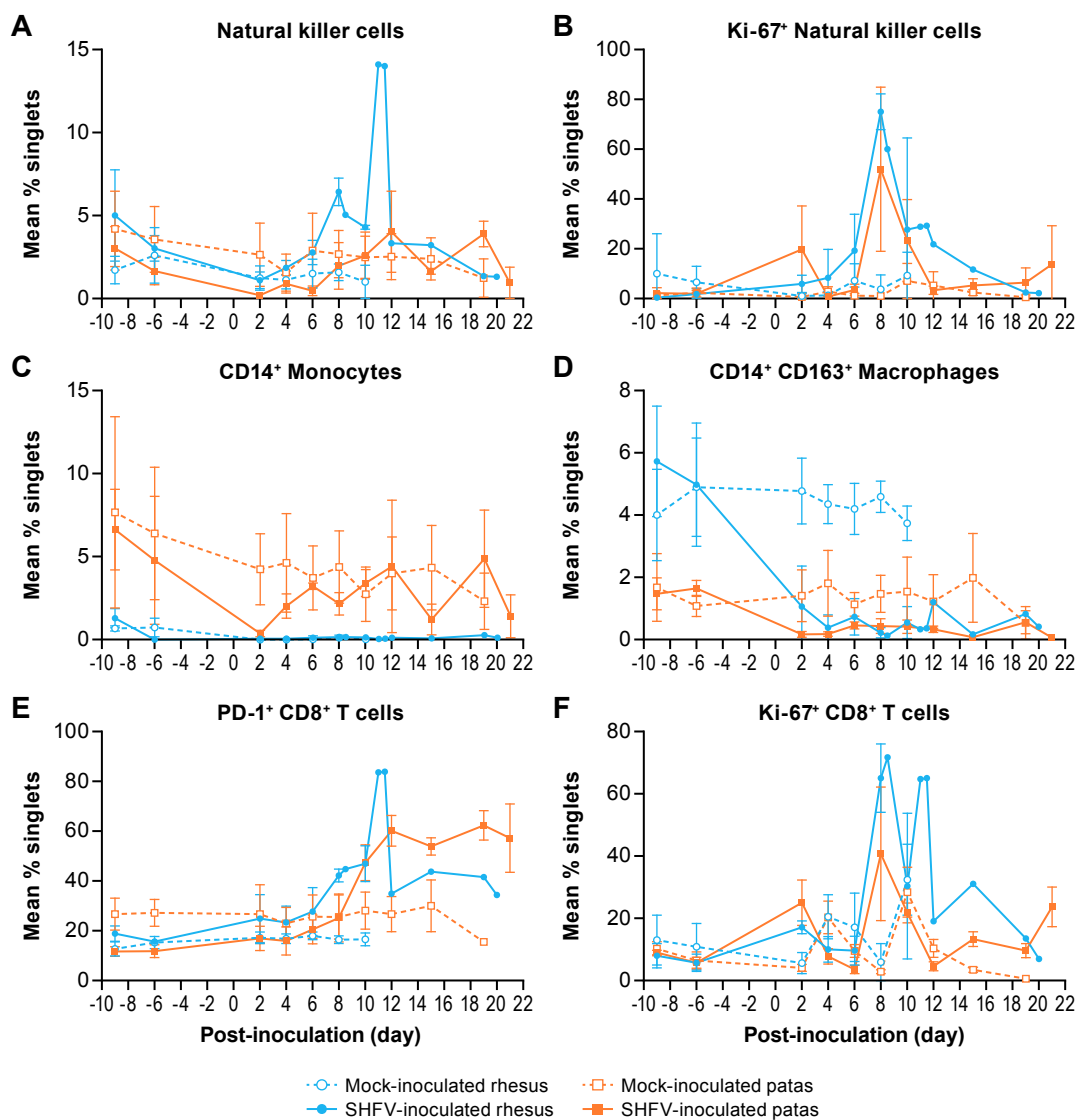 A
Natural killer cells
Mean % singlets
15
10
5
0
-10 -8 -6 -4 -2 0 2 4 6 8 10 12 14 16 18 20 22
B
Ki-67⁺ Natural killer cells
Mean % singlets
100
80
60
40
20
0
-10 -8 -6 -4 -2 0 2 4 6 8 10 12 14 16 18 20 22
C
CD14⁺ Monocytes
Mean % singlets
15
10
5
0
-10 -8 -6 -4 -2 0 2 4 6 8 10 12 14 16 18 20 22
D
CD14⁺ CD163⁺ Macrophages
Mean % singlets
8
6
4
2
0
-10 -8 -6 -4 -2 0 2 4 6 8 10 12 14 16 18 20 22
E
PD-1⁺ CD8⁺ T cells
Mean % singlets
100
80
60
40
20
0
-10 -8 -6 -4 -2 0 2 4 6 8 10 12 14 16 18 20 22
Post-inoculation (day)
F
Ki-67⁺ CD8⁺ T cells
Mean % singlets
80
60
40
20
0
-10 -8 -6 -4 -2 0 2 4 6 8 10 12 14 16 18 20 22
Post-inoculation (day)
Mock-inoculated rhesus
Mock-inoculated patas
SHFV-inoculated rhesus
SHFV-inoculated patas